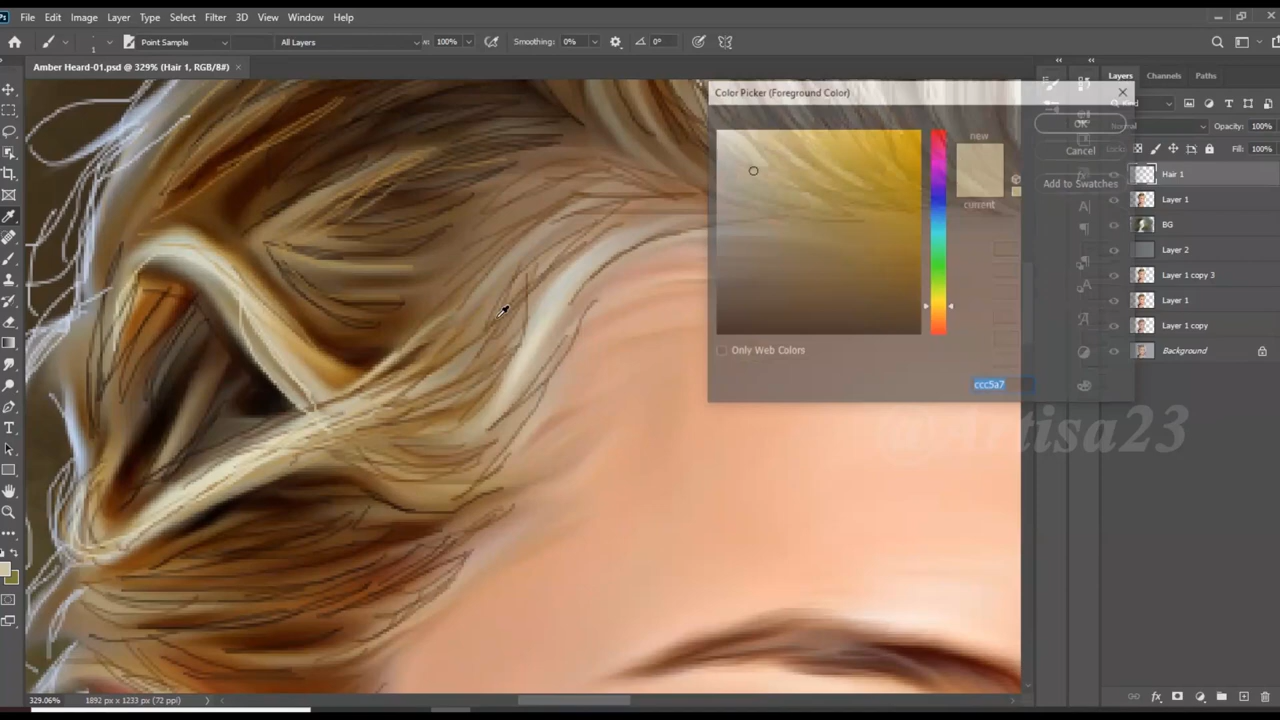 Ps File Edit Image Layer Type Select Filter 3D View Window Help
1 Point Sample All Layers 100% Smoothing: 0% 0°
Amber Heard-01.psd @ 329% (Hair 1, RGB/8#) ×
Color Picker (Foreground Color)
new
current
OK
Cancel
Add to Swatches
Only Web Colors
ccc5a7
Layers Channels Paths
Kind
Normal Opacity: 100%
Fill: 100%
Hair 1
Layer 1
BG
Layer 2
Layer 1 copy 3
Layer 1
Layer 1 copy
Background
@Artisa23
329.06% 1892 px x 1233 px (72 ppi)